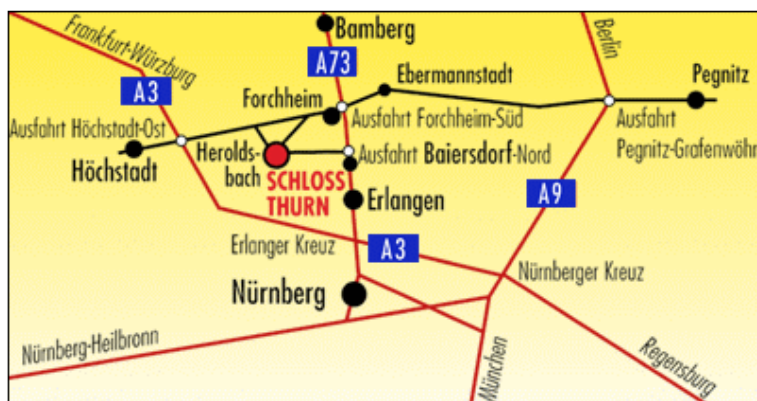 Frankfurt-Würzburg
Bamberg
Berlin
A73
A3
Ebermannstadt
Pegnitz
Forchheim
Ausfahrt Höchstadt-Ost
Ausfahrt Forchheim-Süd
Ausfahrt
Pegnitz-Grafenwöhr
Höchstadt
Herolds-
bach
Ausfahrt Baiersdorf-Nord
SCHLOSS
THURN
Erlangen
A9
Erlanger Kreuz
A3
Nürnberger Kreuz
Nürnberg
Nürnberg-Heilbronn
München
Regensburg